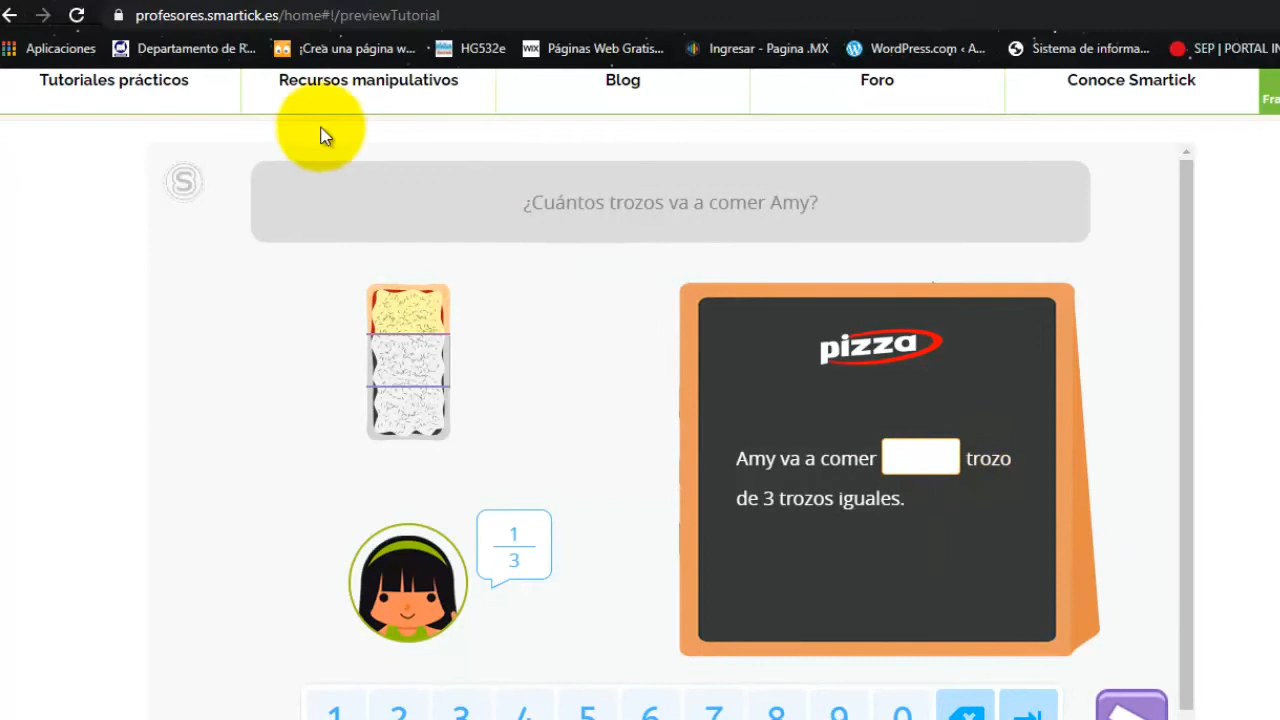 profesores.smartick.es/home#!/previewTutorial
Aplicaciones Departamento de R... ¡Crea una página w... HG532e WIX Páginas Web Gratis... Ingresar - Pagina .MX WordPress.com ‹ A... Sistema de informa... SEP | PORTAL IN
Tutoriales prácticos Recursos manipulativos Blog Foro Conoce Smartick
Fra
S
¿Cuántos trozos va a comer Amy?
pizza
Amy va a comer trozo
de 3 trozos iguales.
1
3
1 2 3 4 5 6 7 8 9 0